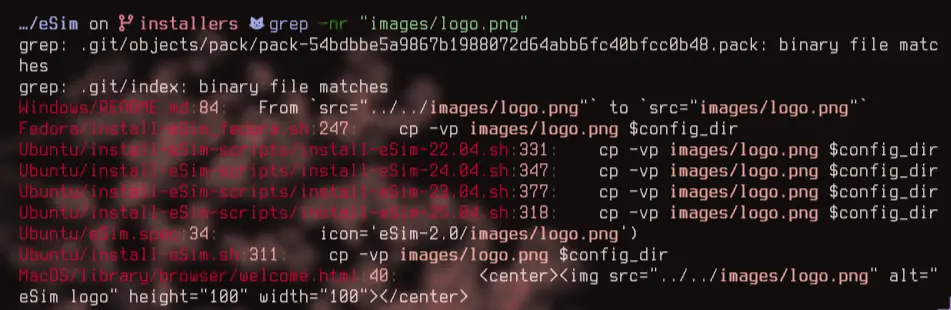 …/eSim on installers grep -nr "images/logo.png"
grep: .git/objects/pack/pack-54bdbbe5a9867b1988072d64abb6fc40bfcc0b48.pack: binary file matc
hes
grep: .git/index: binary file matches
Windows/README.md:84:   From `src="../../images/logo.png"` to `src="images/logo.png"`
Fedora/install-eSim_fedora.sh:247:    cp -vp images/logo.png $config_dir
Ubuntu/install-eSim-scripts/install-eSim-22.04.sh:331:    cp -vp images/logo.png $config_dir
Ubuntu/install-eSim-scripts/install-eSim-24.04.sh:347:    cp -vp images/logo.png $config_dir
Ubuntu/install-eSim-scripts/install-eSim-23.04.sh:377:    cp -vp images/logo.png $config_dir
Ubuntu/install-eSim-scripts/install-eSim-25.04.sh:318:    cp -vp images/logo.png $config_dir
Ubuntu/eSim.spec:34:          icon='eSim-2.0/images/logo.png')
Ubuntu/install-eSim.sh:311:    cp -vp images/logo.png $config_dir
MacOS/library/browser/welcome.html:40:        <center><img src="../../images/logo.png" alt="
eSim logo" height="100" width="100"></center>